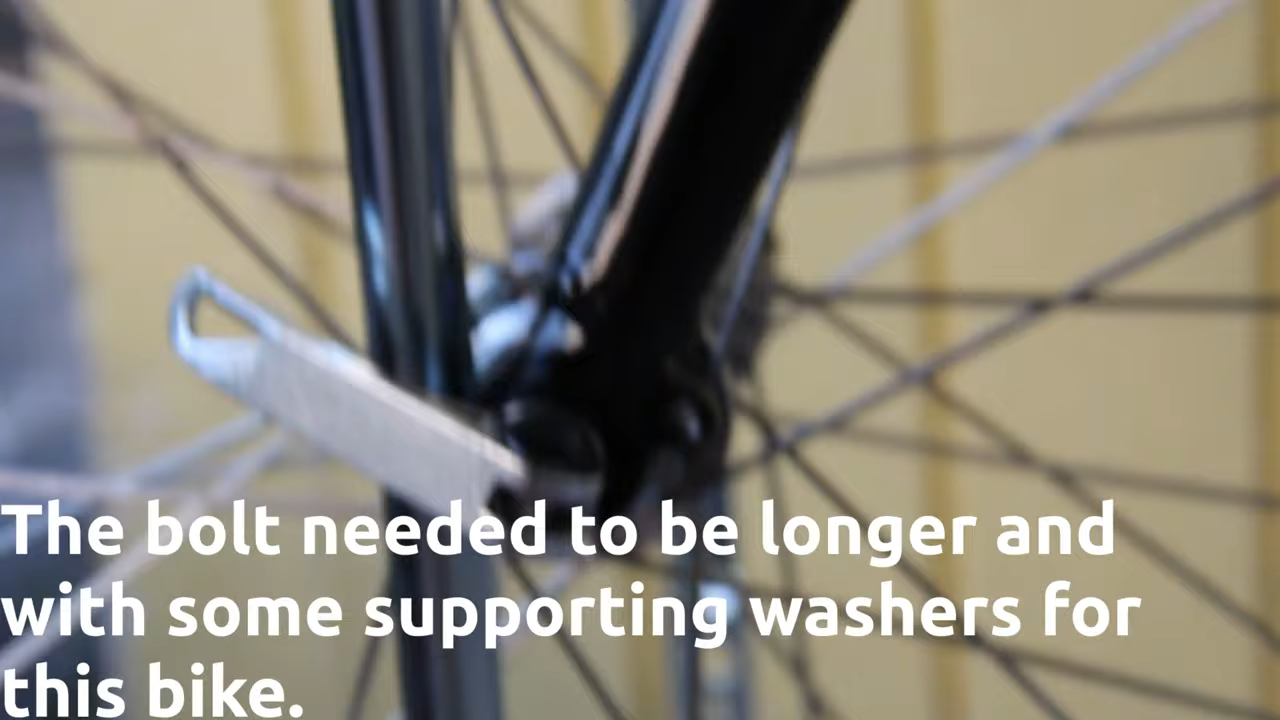 The bolt needed to be longer and
with some supporting washers for
this bike.